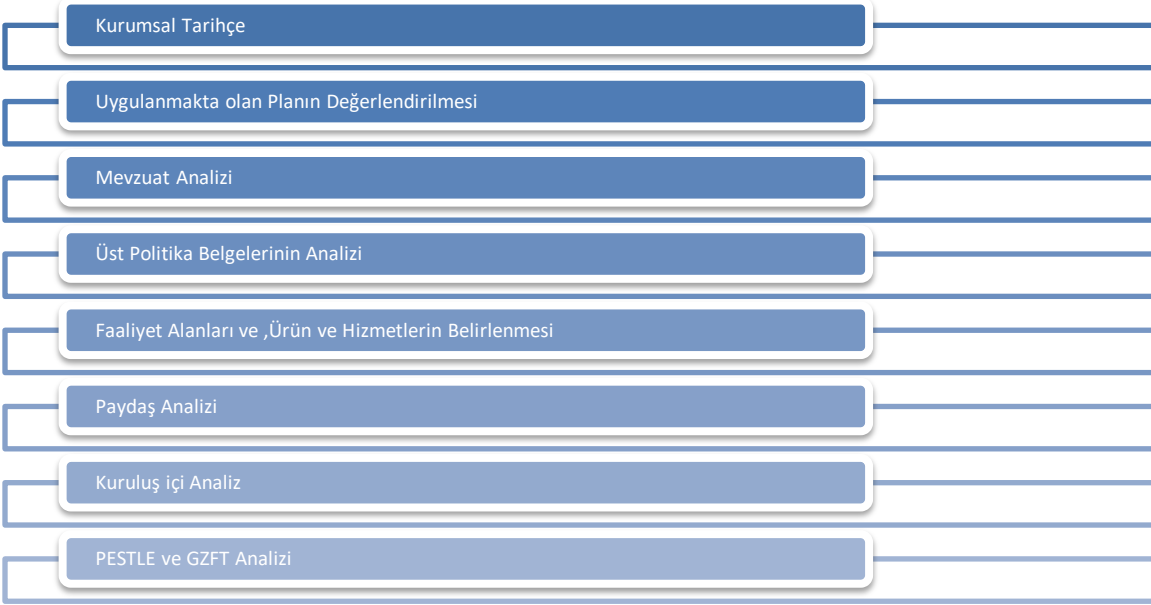 Kurumsal Tarihçe
Uygulanmakta olan Planın Değerlendirilmesi
Mevzuat Analizi
Üst Politika Belgelerinin Analizi
Faaliyet Alanları ve ,Ürün ve Hizmetlerin Belirlenmesi
Paydaş Analizi
Kuruluş içi Analiz
PESTLE ve GZFT Analizi